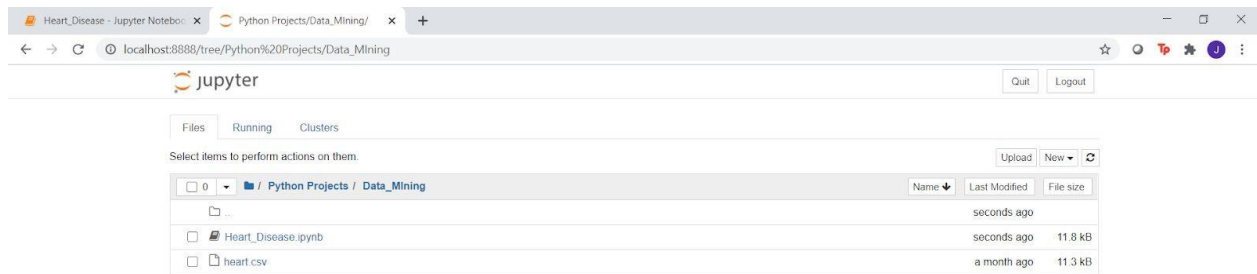 Heart_Disease - Jupyter Noteboo Python Projects/Data_MIning/
localhost:8888/tree/Python%20Projects/Data_MIning Tp J
jupyter Quit Logout
Files Running Clusters
Select items to perform actions on them. Upload New
0 / Python Projects / Data_MIning Name Last Modified File size
.. seconds ago
Heart_Disease.ipynb seconds ago 11.8 kB
heart.csv a month ago 11.3 kB